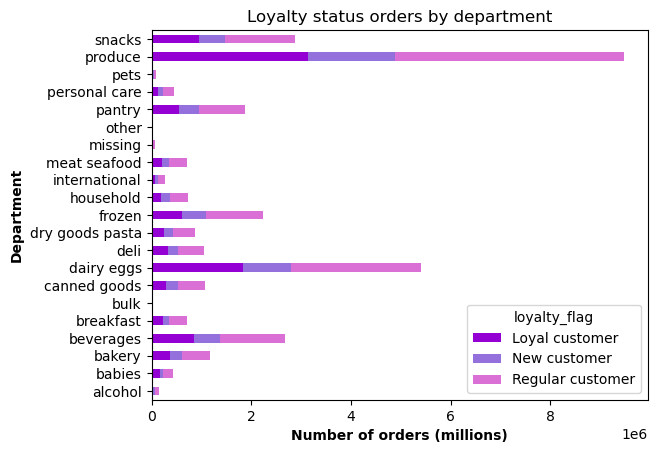 Loyalty status orders by department
snacks
produce
pets
personal care
pantry
other
missing
meat seafood
international
household
frozen
dry goods pasta
deli
dairy eggs
canned goods
bulk
breakfast
beverages
bakery
babies
alcohol
Department
loyalty_flag
Loyal customer
New customer
Regular customer
0 2 4 6 8
1e6
Number of orders (millions)